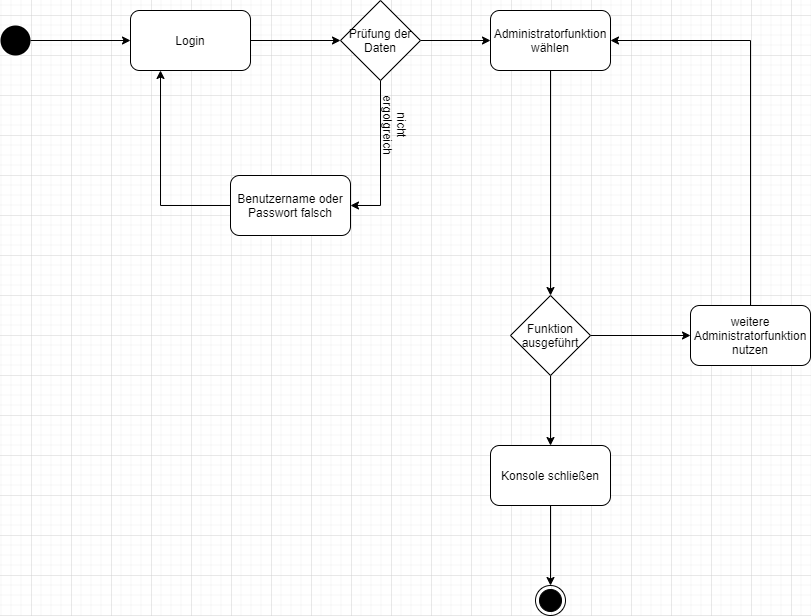 Login
Prüfung der
Daten
Administratorfunktion
wählen
nicht
ergolgreich
Benutzername oder
Passwort falsch
Funktion
ausgeführt
weitere
Administratorfunktion
nutzen
Konsole schließen